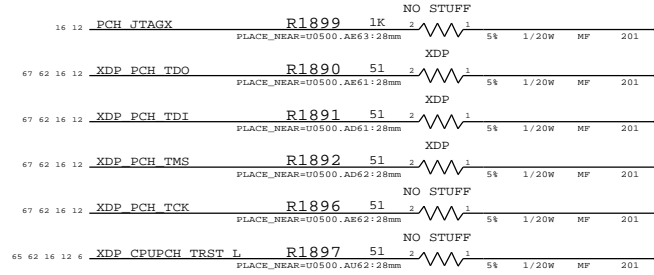 NO STUFF
16 12 PCH_JTAGX R1899 1K 2 1
PLACE_NEAR=U0500.AE63:28mm 5% 1/20W MF 201
XDP
67 62 16 12 XDP_PCH_TDO R1890 51 2 1
PLACE_NEAR=U0500.AE61:28mm 5% 1/20W MF 201
XDP
67 62 16 12 XDP_PCH_TDI R1891 51 2 1
PLACE_NEAR=U0500.AD61:28mm 5% 1/20W MF 201
XDP
67 62 16 12 XDP_PCH_TMS R1892 51 2 1
PLACE_NEAR=U0500.AD62:28mm 5% 1/20W MF 201
NO STUFF
67 62 16 12 XDP_PCH_TCK R1896 51 2 1
PLACE_NEAR=U0500.AE62:28mm 5% 1/20W MF 201
NO STUFF
65 62 16 12 6 XDP_CPUPCH_TRST_L R1897 51 2 1
PLACE_NEAR=U0500.AU62:28mm 5% 1/20W MF 201